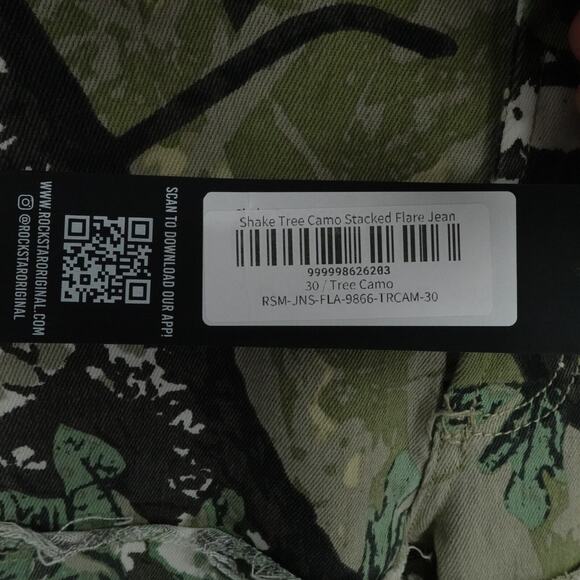 WWW.ROCKSTARORIGINAL.COM
@ROCKSTARORIGINAL
SCAN TO DOWNLOAD OUR APP!
Shake Tree Camo Stacked Flare Jean
999998626203
30 / Tree Camo
RSM-JNS-FLA-9866-TRCAM-30